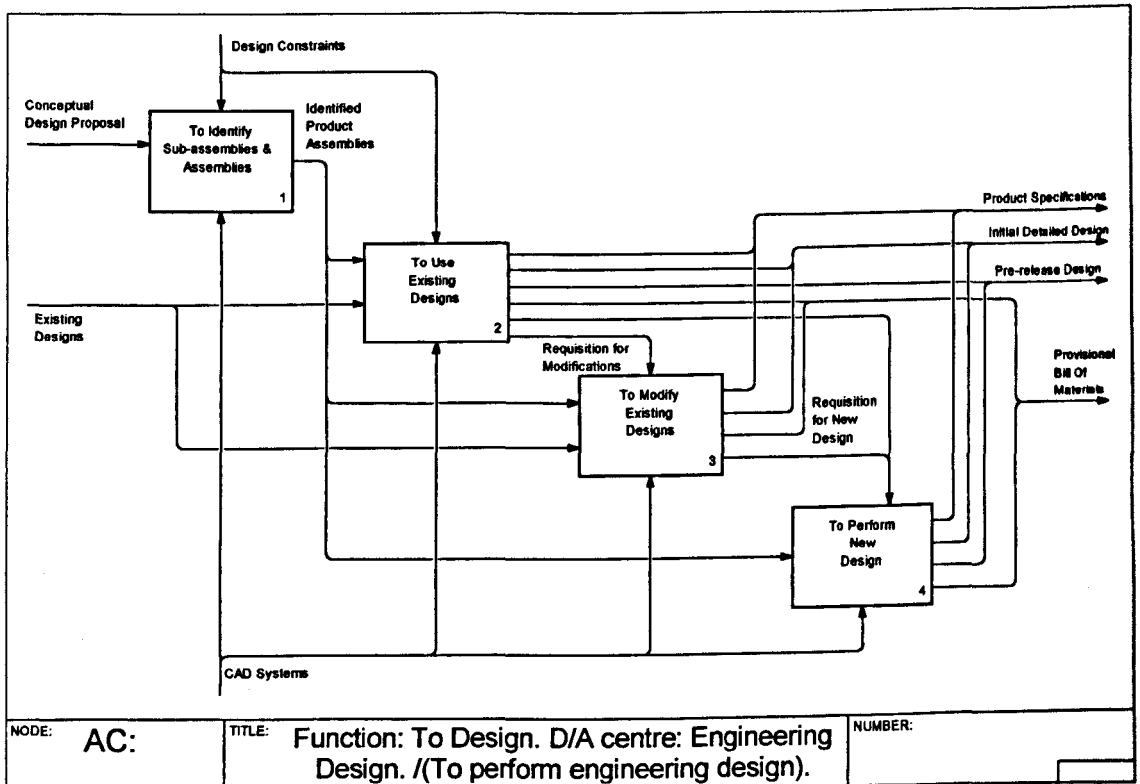 Design Constraints
Conceptual
Design Proposal
To Identify
Sub-assemblies &
Assemblies
1
Identified
Product
Assemblies
Product Specifications
Initial Detailed Design
Pre-release Design
To Use
Existing
Designs
2
Existing
Designs
Requisition for
Modifications
Provisional
Bill Of
Materials
To Modify
Existing
Designs
3
Requisition
for New
Design
To Perform
New
Design
4
CAD Systems
NODE: AC:
TITLE: Function: To Design. D/A centre: Engineering
Design. /(To perform engineering design).
NUMBER: